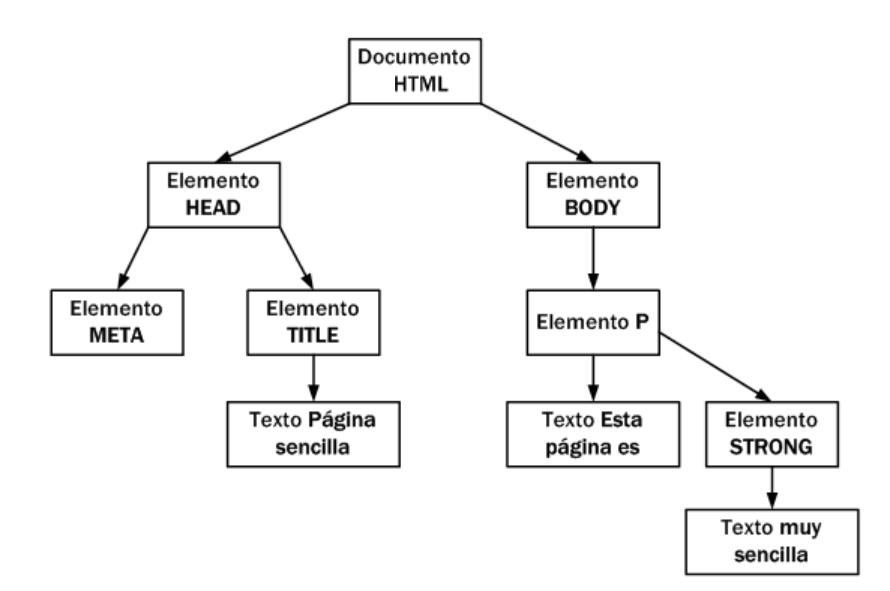 Documento
HTML
Elemento
HEAD
Elemento
BODY
Elemento
META
Elemento
TITLE
Elemento P
Texto Página
sencilla
Texto Esta
página es
Elemento
STRONG
Texto muy
sencilla